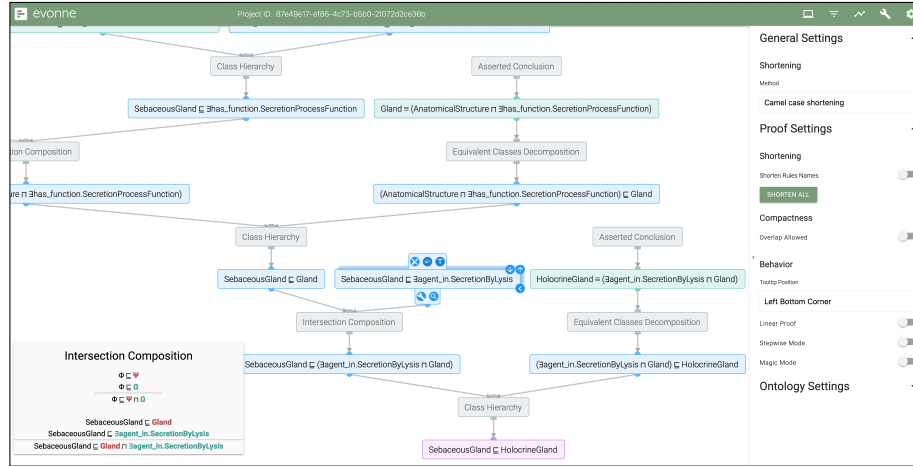 evonne
Project ID: 87e49e17-ef86-4c73-b5b0-2f072d2ce36b
Class Hierarchy
Asserted Conclusion
SebaceousGland ⊑ ∃has_function.SecretionProcessFunction
Gland ≡ (AnatomicalStructure ⊓ ∃has_function.SecretionProcessFunction)
tion Composition
Equivalent Classes Decomposition
ure ⊓ ∃has_function.SecretionProcessFunction)
(AnatomicalStructure ⊓ ∃has_function.SecretionProcessFunction) ⊑ Gland
Class Hierarchy
Asserted Conclusion
SebaceousGland ⊑ Gland
SebaceousGland ⊑ ∃agent_in.SecretionByLysis
HolocrineGland ≡ (∃agent_in.SecretionByLysis ⊓ Gland)
Intersection Composition
Equivalent Classes Decomposition
SebaceousGland ⊑ (∃agent_in.SecretionByLysis ⊓ Gland)
(∃agent_in.SecretionByLysis ⊓ Gland) ⊑ HolocrineGland
Class Hierarchy
SebaceousGland ⊑ HolocrineGland
Intersection Composition
Φ ⊑ Ψ
Φ ⊑ Ω
Φ ⊑ Ψ ⊓ Ω
SebaceousGland ⊑ Gland
SebaceousGland ⊑ ∃agent_in.SecretionByLysis
SebaceousGland ⊑ Gland ⊓ ∃agent_in.SecretionByLysis
General Settings
Shortening
Method
Camel case shortening
Proof Settings
Shortening
Shorten Rules Names
SHORTEN ALL
Compactness
Overlap Allowed
Behavior
Tooltip Position
Left Bottom Corner
Linear Proof
Stepwise Mode
Magic Mode
Ontology Settings